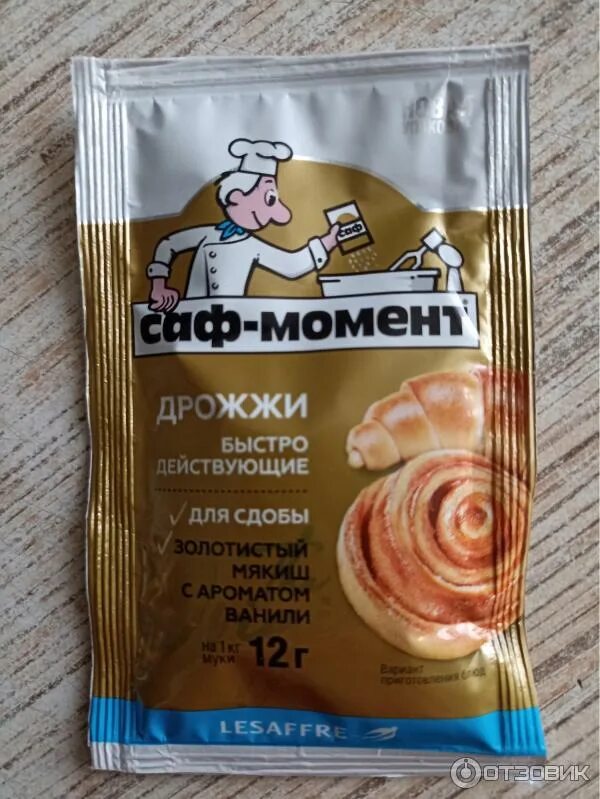 саф
саф-момент
ДРОЖЖИ
БЫСТРО
ДЕЙСТВУЮЩИЕ
ДЛЯ СДОБЫ
ЗОЛОТИСТЫЙ
МЯКИШ
С АРОМАТОМ
ВАНИЛИ
на 1 кг
муки 12 г
Вариант
приготовления блюд
LESAFFRE
ОТЗОВИК